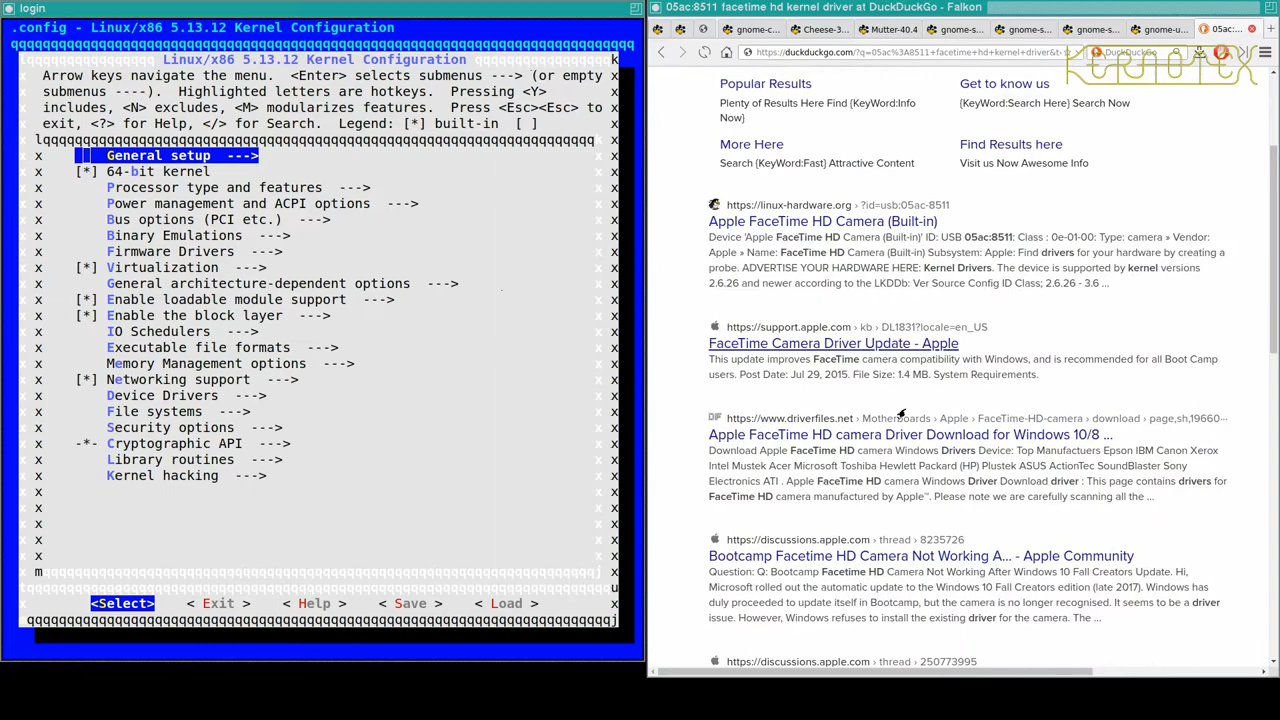 login
.config - Linux/x86 5.13.12 Kernel Configuration
qqqqqqqqqqqqqqqqqqqqqqqqqqqqqqqqqqqqqqqqqqqqqqqqqqqqqqqqqqqqqqqqqqqqqqqqqqqqqq
Linux/x86 5.13.12 Kernel Configuration
Arrow keys navigate the menu. <Enter> selects submenus ---> (or empty
submenus ----). Highlighted letters are hotkeys. Pressing <Y>
includes, <N> excludes, <M> modularizes features. Press <Esc><Esc> to
exit, <?> for Help, </> for Search. Legend: [*] built-in [ ]
x General setup --->
x [*] 64-bit kernel
x Processor type and features --->
x Power management and ACPI options --->
x Bus options (PCI etc.) --->
x Binary Emulations --->
x Firmware Drivers --->
x [*] Virtualization --->
x General architecture-dependent options --->
x [*] Enable loadable module support --->
x [*] Enable the block layer --->
x IO Schedulers --->
x Executable file formats --->
x Memory Management options --->
x [*] Networking support --->
x Device Drivers --->
x File systems --->
x Security options --->
x -*- Cryptographic API --->
x Library routines --->
x Kernel hacking --->
<Select> < Exit > < Help > < Save > < Load >
05ac:8511 facetime hd kernel driver at DuckDuckGo - Falkon
gnome-c... Cheese-3... Mutter-40.4 gnome-s... gnome-s... gnome-u... 05ac:...
https://duckduckgo.com/?q=05ac%3A8511+facetime+hd+kernel+driver&t- DuckDuckGo
KERNOTEX
Popular Results
Plenty of Results Here Find {KeyWord:Info
Now}
Get to know us
{KeyWord:Search Here} Search Now
More Here
Search {KeyWord:Fast} Attractive Content
Find Results here
Visit us Now Awesome Info
https://linux-hardware.org › ?id=usb:05ac-8511
Apple FaceTime HD Camera (Built-in)
Device 'Apple FaceTime HD Camera (Built-in)' ID: USB 05ac:8511: Class : 0e-01-00: Type: camera » Vendor:
Apple » Name: FaceTime HD Camera (Built-in) Subsystem: Apple: Find drivers for your hardware by creating a
probe. ADVERTISE YOUR HARDWARE HERE: Kernel Drivers. The device is supported by kernel versions
2.6.26 and newer according to the LKDDb: Ver Source Config ID Class; 2.6.26 - 3.6 ...
https://support.apple.com › kb › DL1831?locale=en_US
FaceTime Camera Driver Update - Apple
This update improves FaceTime camera compatibility with Windows, and is recommended for all Boot Camp
users. Post Date: Jul 29, 2015. File Size: 1.4 MB. System Requirements.
https://www.driverfiles.net › Motherboards › Apple › FaceTime-HD-camera › download › page,sh,19660···
Apple FaceTime HD camera Driver Download for Windows 10/8 ...
Download Apple FaceTime HD camera Windows Drivers Device: Top Manufactuers Epson IBM Canon Xerox
Intel Mustek Acer Microsoft Toshiba Hewlett Packard (HP) Plustek ASUS ActionTec SoundBlaster Sony
Electronics ATI . Apple FaceTime HD camera Windows Driver Download driver : This page contains drivers for
FaceTime HD camera manufactured by Apple™. Please note we are carefully scanning all the ...
https://discussions.apple.com › thread › 8235726
Bootcamp Facetime HD Camera Not Working A... - Apple Community
Question: Q: Bootcamp Facetime HD Camera Not Working After Windows 10 Fall Creators Update. Hi,
Microsoft rolled out the automatic update to the Windows 10 Fall Creators edition (late 2017). Windows has
duly proceeded to update itself in Bootcamp, but the camera is no longer recognised. It seems to be a driver
issue. However, Windows refuses to install the existing driver for the camera. The ...
https://discussions.apple.com › thread › 250773995